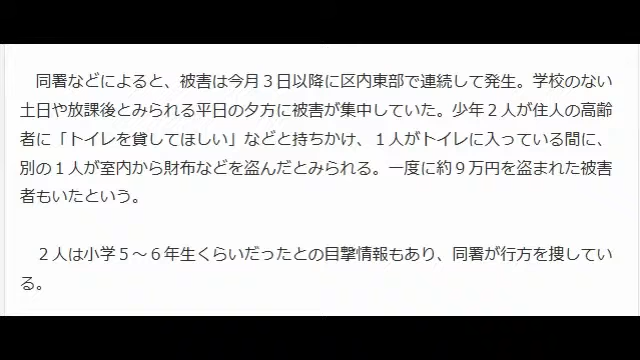 同署などによると、被害は今月３日以降に区内東部で連続して発生。学校のない
土日や放課後とみられる平日の夕方に被害が集中していた。少年２人が住人の高齢
者に「トイレを貸してほしい」などと持ちかけ、１人がトイレに入っている間に、
別の１人が室内から財布などを盗んだとみられる。一度に約９万円を盗まれた被害
者もいたという。
２人は小学５～６年生くらいだったとの目撃情報もあり、同署が行方を捜してい
る。